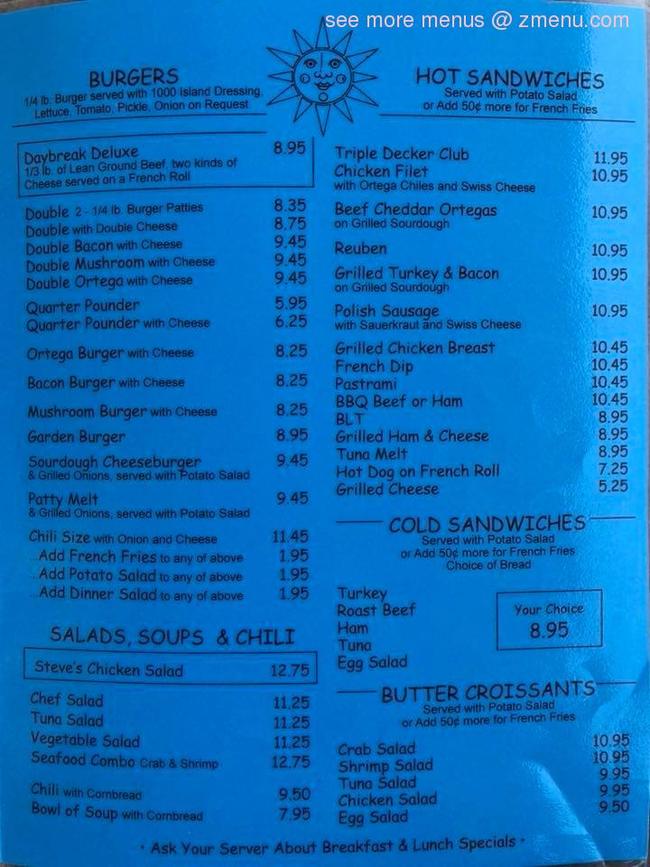 see more menus @ zmenu.com
BURGERS
1/4 lb. Burger served with 1000 Island Dressing,
Lettuce, Tomato, Pickle, Onion on Request
Daybreak Deluxe 8.95
1/3 lb. of Lean Ground Beef, two kinds of
Cheese served on a French Roll
Double 2 - 1/4 lb. Burger Patties 8.35
Double with Double Cheese 8.75
Double Bacon with Cheese 9.45
Double Mushroom with Cheese 9.45
Double Ortega with Cheese 9.45
Quarter Pounder 5.95
Quarter Pounder with Cheese 6.25
Ortega Burger with Cheese 8.25
Bacon Burger with Cheese 8.25
Mushroom Burger with Cheese 8.25
Garden Burger 8.95
Sourdough Cheeseburger 9.45
& Grilled Onions, served with Potato Salad
Patty Melt 9.45
& Grilled Onions, served with Potato Salad
Chili Size with Onion and Cheese 11.45
...Add French Fries to any of above 1.95
...Add Potato Salad to any of above 1.95
...Add Dinner Salad to any of above 1.95
SALADS, SOUPS & CHILI
Steve's Chicken Salad 12.75
Chef Salad 11.25
Tuna Salad 11.25
Vegetable Salad 11.25
Seafood Combo Crab & Shrimp 12.75
Chili with Cornbread 9.50
Bowl of Soup with Cornbread 7.95
HOT SANDWICHES
Served with Potato Salad
or Add 50¢ more for French Fries
Triple Decker Club 11.95
Chicken Filet 10.95
with Ortega Chiles and Swiss Cheese
Beef Cheddar Ortegas 10.95
on Grilled Sourdough
Reuben 10.95
Grilled Turkey & Bacon 10.95
on Grilled Sourdough
Polish Sausage 10.95
with Sauerkraut and Swiss Cheese
Grilled Chicken Breast 10.45
French Dip 10.45
Pastrami 10.45
BBQ Beef or Ham 10.45
BLT 8.95
Grilled Ham & Cheese 8.95
Tuna Melt 8.95
Hot Dog on French Roll 7.25
Grilled Cheese 5.25
COLD SANDWICHES
Served with Potato Salad
or Add 50¢ more for French Fries
Choice of Bread
Turkey
Roast Beef
Ham
Tuna
Egg Salad
Your Choice
8.95
BUTTER CROISSANTS
Served with Potato Salad
or Add 50¢ more for French Fries
Crab Salad 10.95
Shrimp Salad 10.95
Tuna Salad 9.95
Chicken Salad 9.95
Egg Salad 9.50
· Ask Your Server About Breakfast & Lunch Specials ·